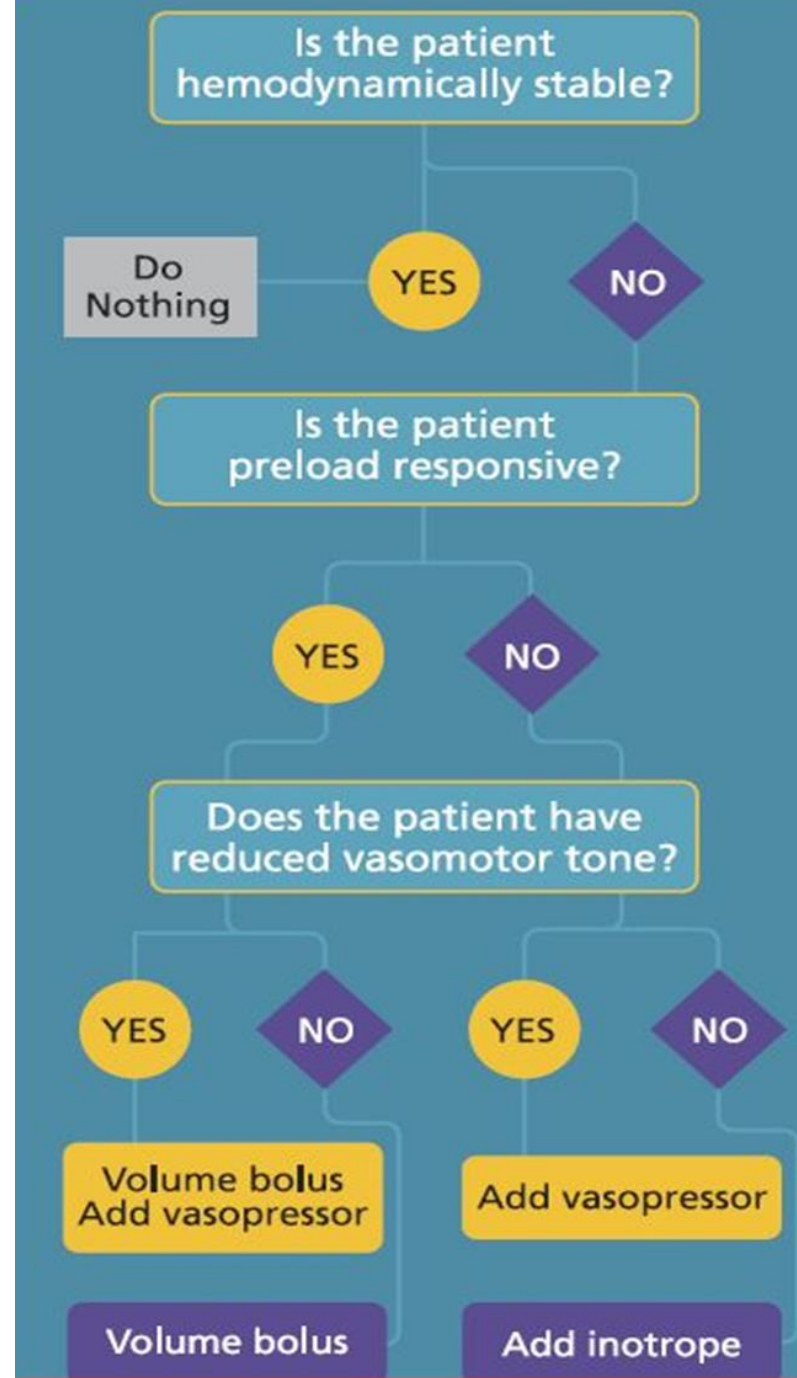 Is the patient
hemodynamically stable?
Do
Nothing
YES
NO
Is the patient
preload responsive?
YES
NO
Does the patient have
reduced vasomotor tone?
YES
NO
YES
NO
Volume bolus
Add vasopressor
Add vasopressor
Volume bolus
Add inotrope